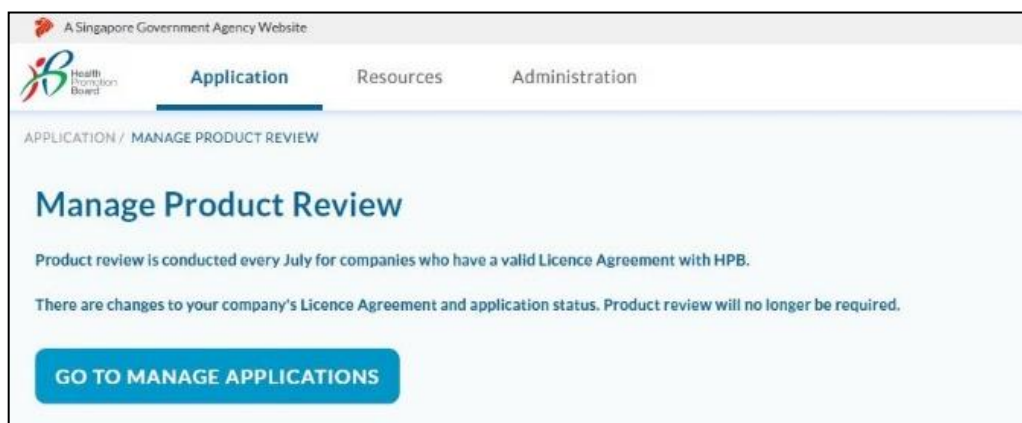 A Singapore Government Agency Website
Health
Promotion
Board
Application
Resources
Administration
APPLICATION / MANAGE PRODUCT REVIEW
Manage Product Review
Product review is conducted every July for companies who have a valid Licence Agreement with HPB.
There are changes to your company's Licence Agreement and application status. Product review will no longer be required.
GO TO MANAGE APPLICATIONS